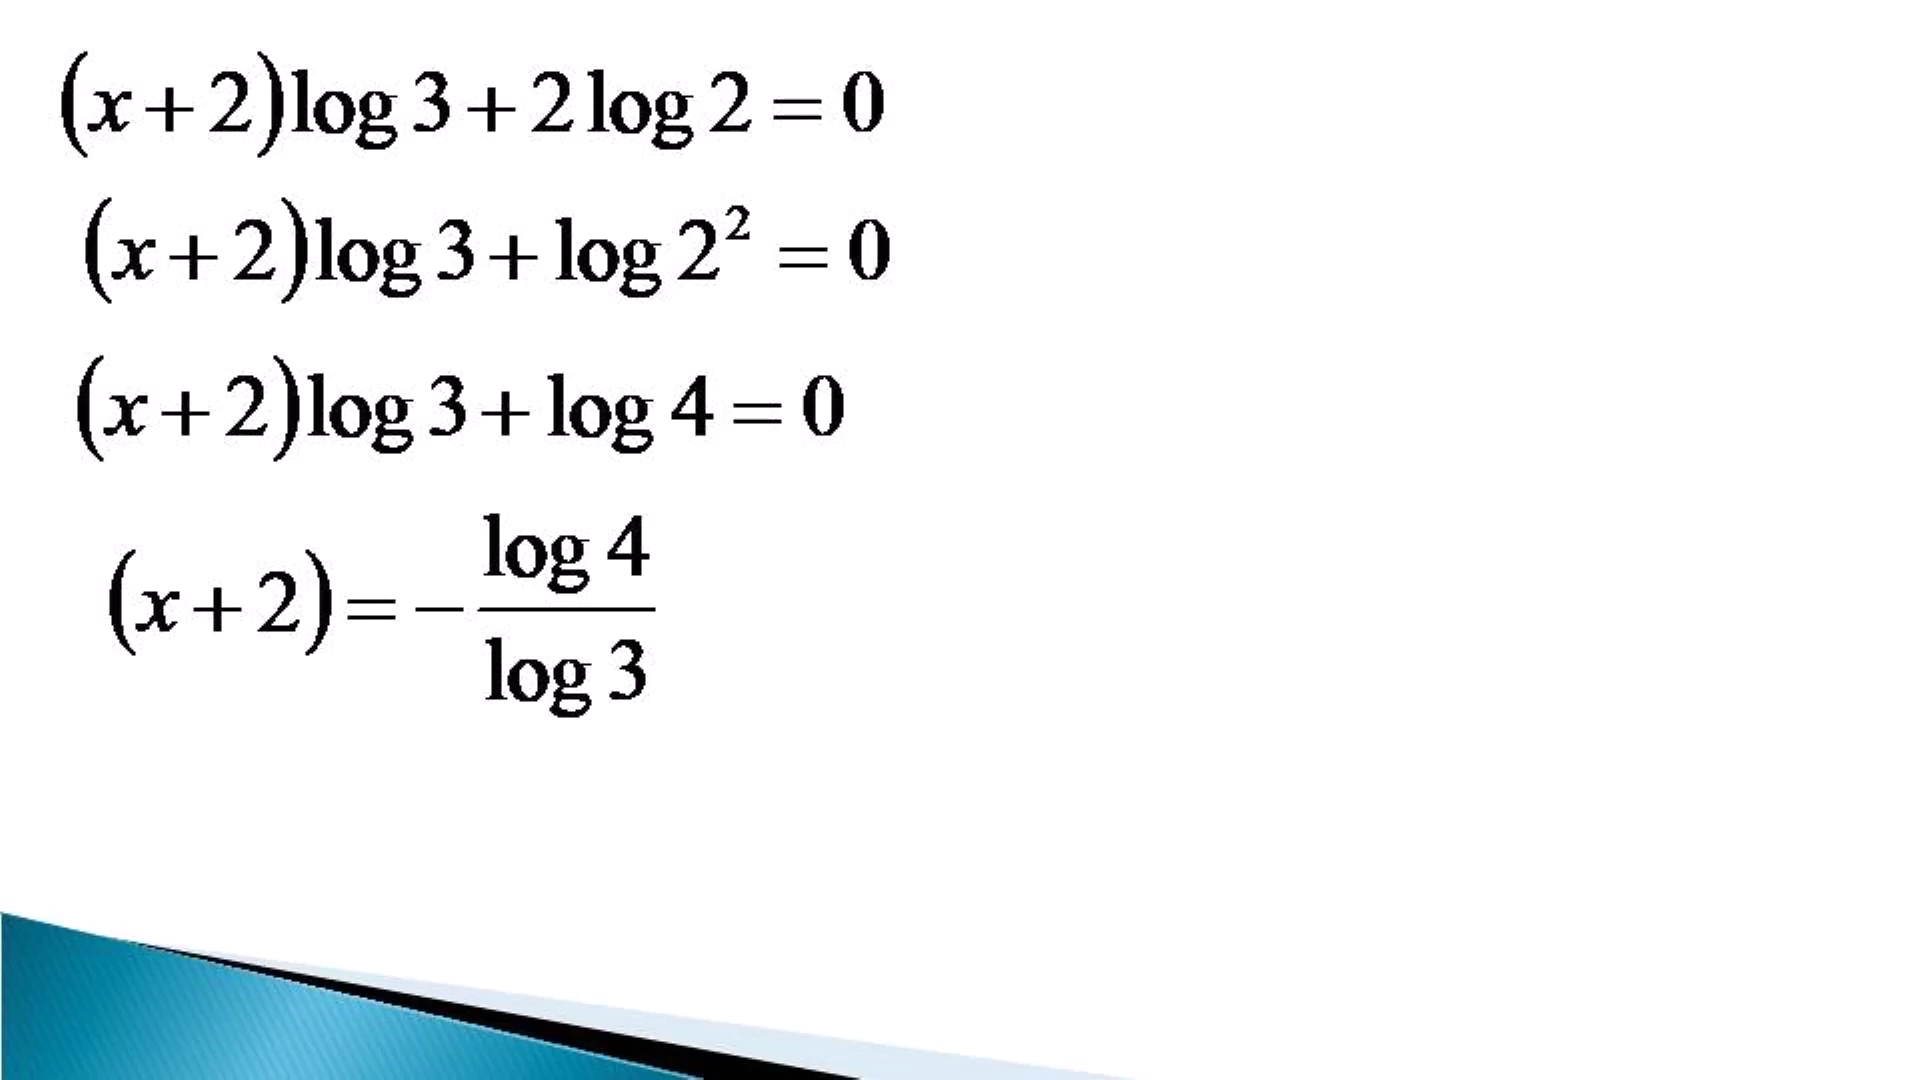 (x+2)log 3+2 log 2 = 0
(x+2)log 3+ log 2² = 0
(x+2)log 3+ log 4 = 0
(x+2) = − log 4 / log 3